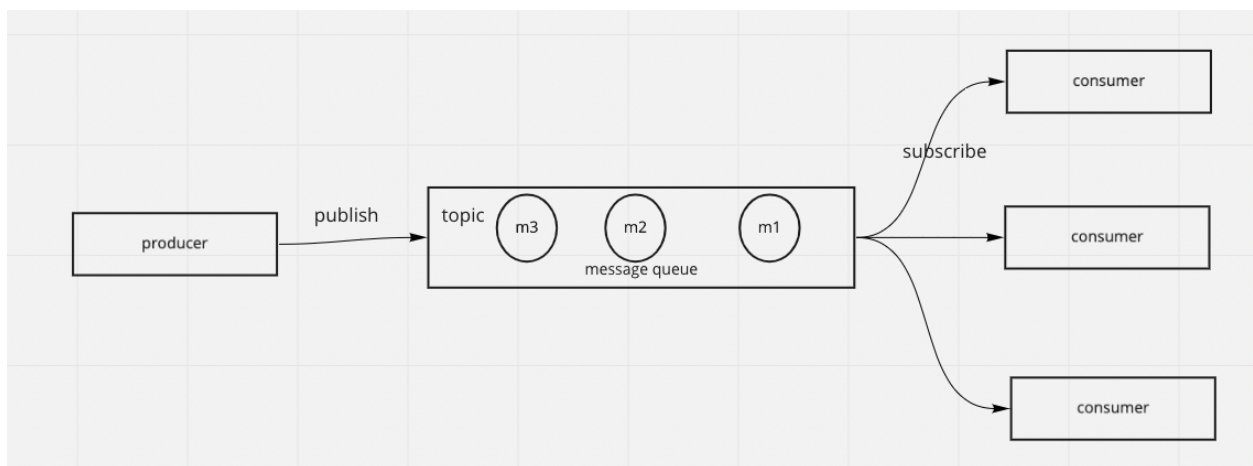 consumer
subscribe
publish
topic
m3
m2
m1
producer
consumer
message queue
consumer